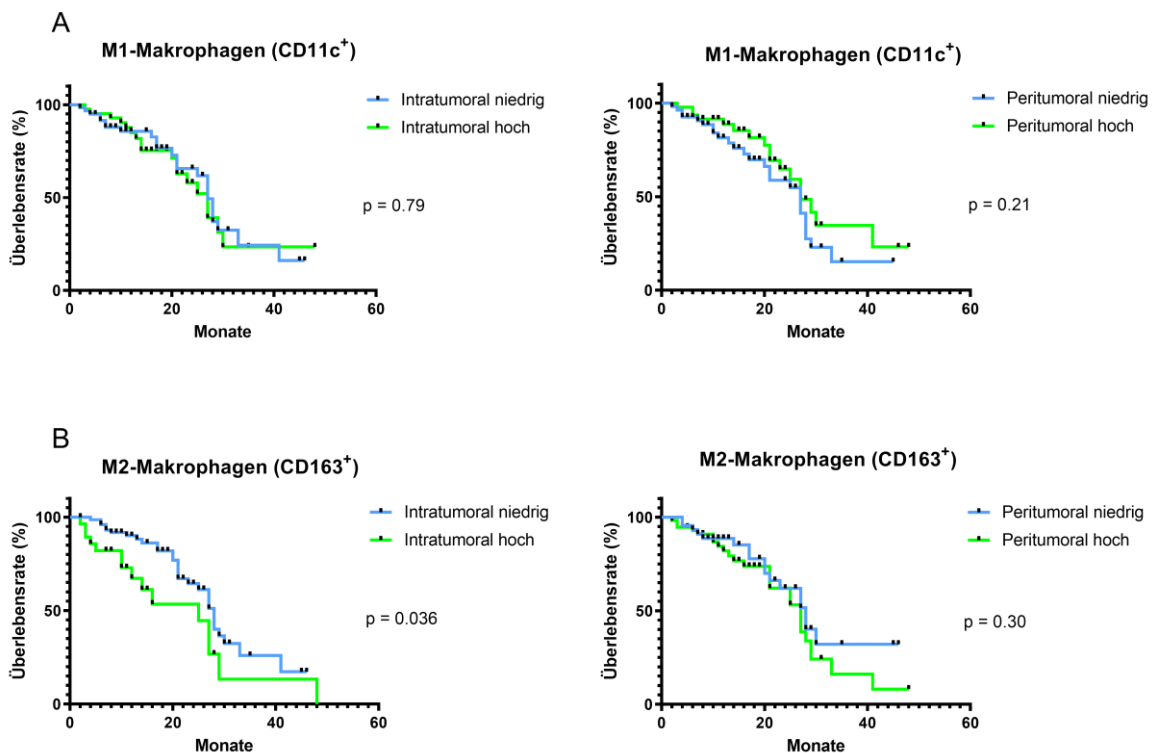 A
M1-Makrophagen (CD11c⁺)
Überlebensrate (%)
100
50
0
0 20 40 60
Monate
Intratumoral niedrig
Intratumoral hoch
p = 0.79
M1-Makrophagen (CD11c⁺)
Überlebensrate (%)
100
50
0
0 20 40 60
Monate
Peritumoral niedrig
Peritumoral hoch
p = 0.21
B
M2-Makrophagen (CD163⁺)
Überlebensrate (%)
100
50
0
0 20 40 60
Monate
Intratumoral niedrig
Intratumoral hoch
p = 0.036
M2-Makrophagen (CD163⁺)
Überlebensrate (%)
100
50
0
0 20 40 60
Monate
Peritumoral niedrig
Peritumoral hoch
p = 0.30